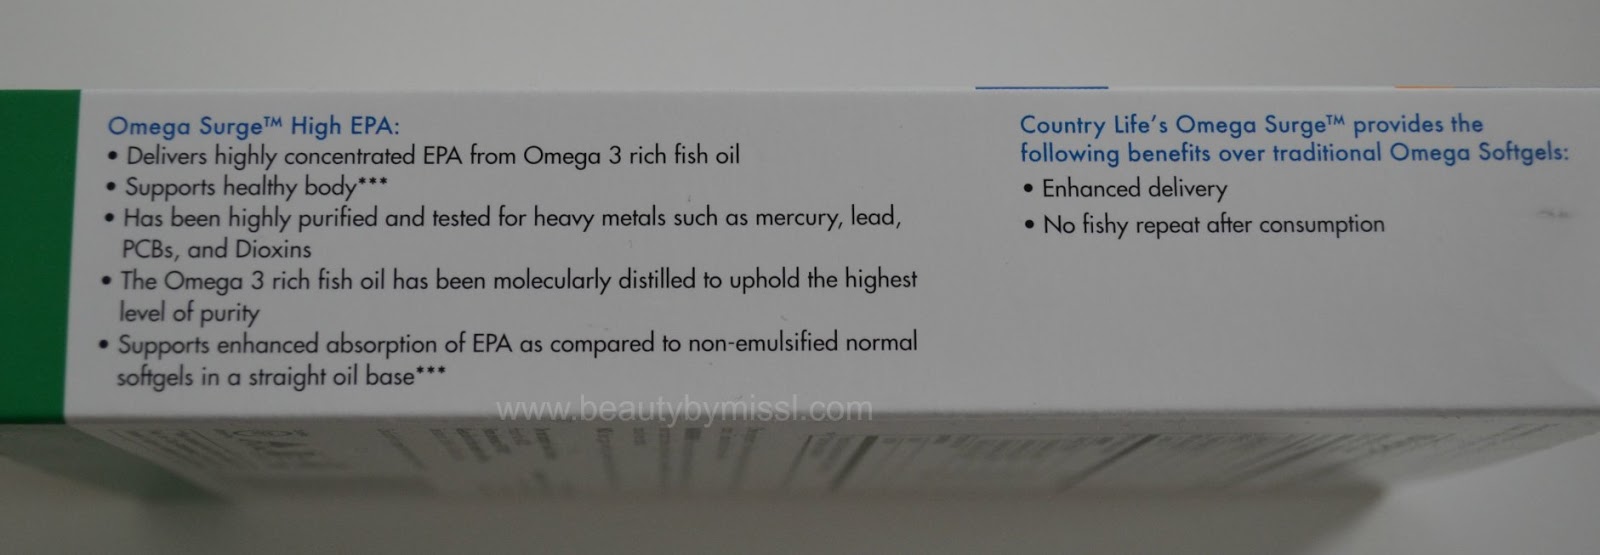 Omega Surge™ High EPA:
• Delivers highly concentrated EPA from Omega 3 rich fish oil
• Supports healthy body***
• Has been highly purified and tested for heavy metals such as mercury, lead,
PCBs, and Dioxins
• The Omega 3 rich fish oil has been molecularly distilled to uphold the highest
level of purity
• Supports enhanced absorption of EPA as compared to non-emulsified normal
softgels in a straight oil base***
Country Life's Omega Surge™ provides the
following benefits over traditional Omega Softgels:
• Enhanced delivery
• No fishy repeat after consumption
www.beautybymissl.com